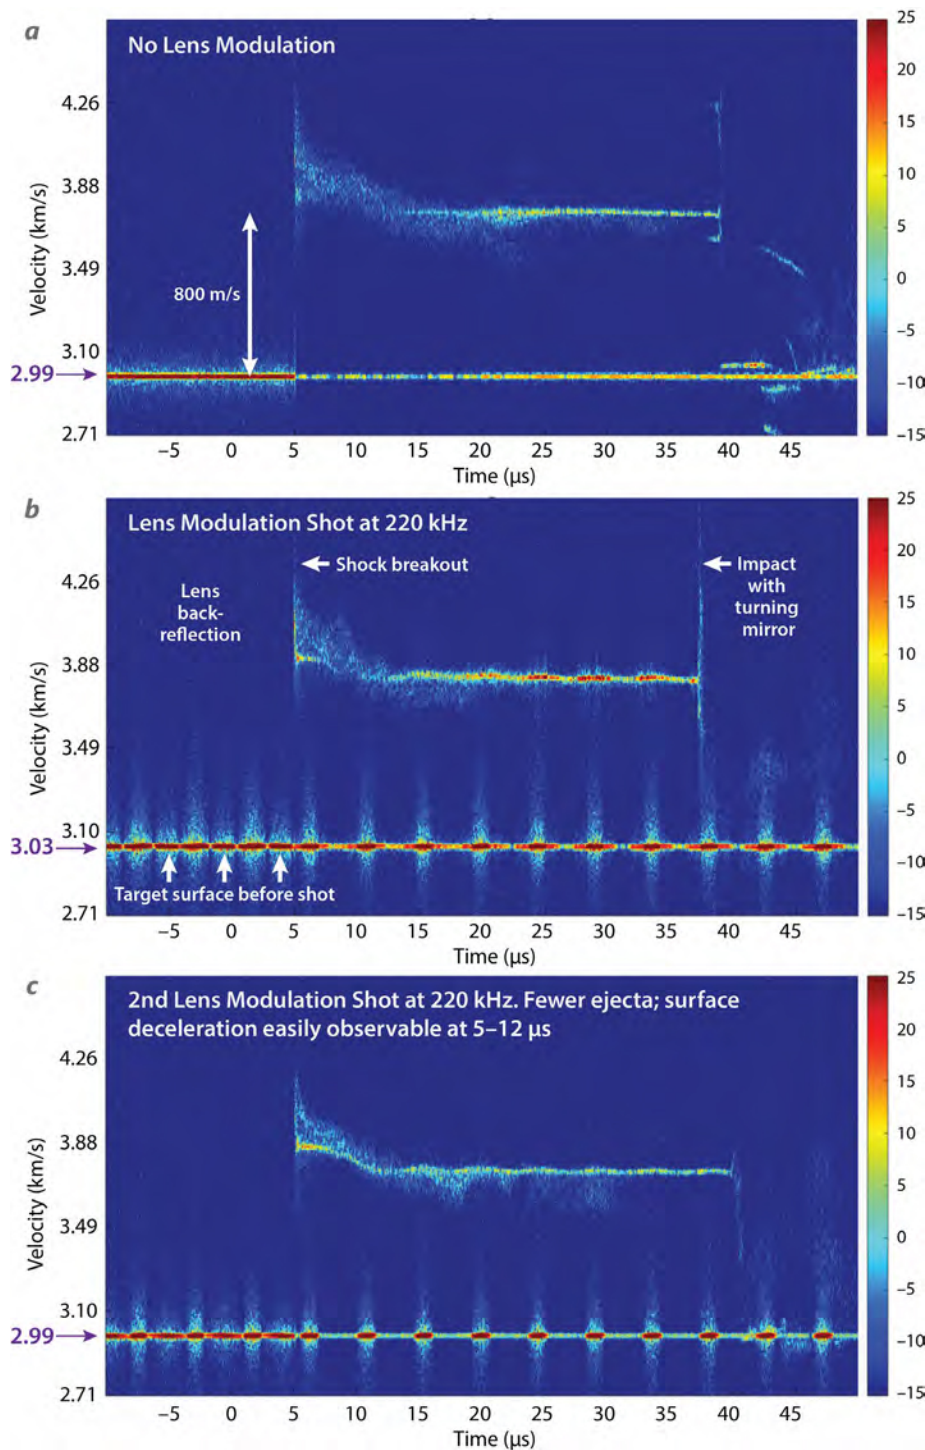 a
No Lens Modulation
Velocity (km/s)
4.26
3.88
3.49
3.10
2.99
2.71
800 m/s
–5 0 5 10 15 20 25 30 35 40 45
Time (µs)
25
20
15
10
5
0
–5
–10
–15
b
Lens Modulation Shot at 220 kHz
Velocity (km/s)
4.26
3.88
3.49
3.10
3.03
2.71
Lens
back-
reflection
Shock breakout
Impact
with
turning
mirror
Target surface before shot
–5 0 5 10 15 20 25 30 35 40 45
Time (µs)
25
20
15
10
5
0
–5
–10
–15
c
2nd Lens Modulation Shot at 220 kHz. Fewer ejecta; surface
deceleration easily observable at 5–12 µs
Velocity (km/s)
4.26
3.88
3.49
3.10
2.99
2.71
–5 0 5 10 15 20 25 30 35 40 45
Time (µs)
25
20
15
10
5
0
–5
–10
–15